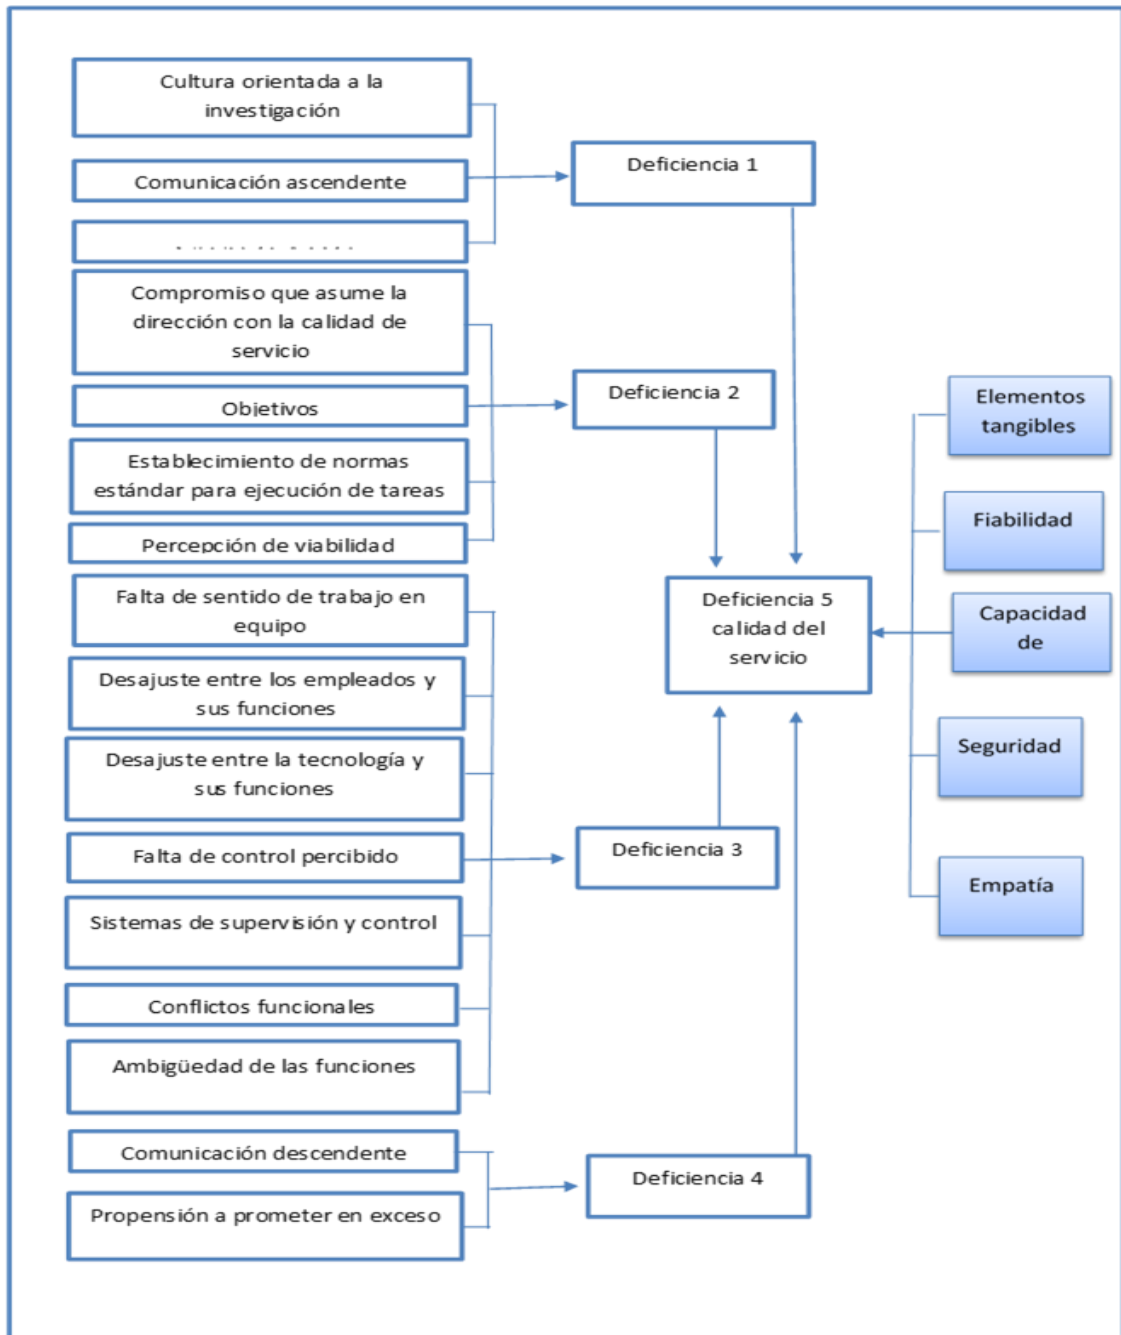 Cultura orientada a la
investigación
Comunicación ascendente
Deficiencia 1
Compromiso que asume la
dirección con la calidad de
servicio
Objetivos
Establecimiento de normas
estándar para ejecución de tareas
Percepción de viabilidad
Deficiencia 2
Falta de sentido de trabajo en
equipo
Desajuste entre los empleados y
sus funciones
Desajuste entre la tecnología y
sus funciones
Falta de control percibido
Sistemas de supervisión y control
Conflictos funcionales
Ambigüedad de las funciones
Deficiencia 3
Comunicación descendente
Propensión a prometer en exceso
Deficiencia 4
Deficiencia 5
calidad del
servicio
Elementos
tangibles
Fiabilidad
Capacidad
de
Seguridad
Empatía